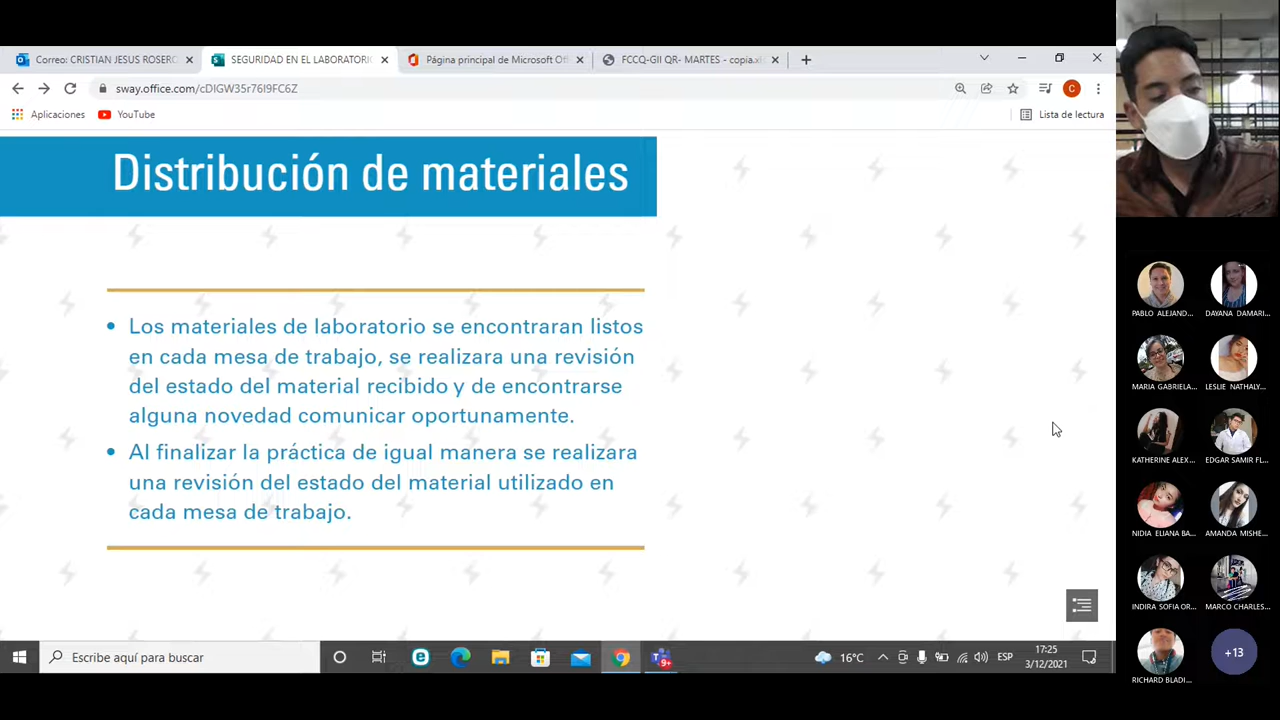 Correo: CRISTIAN JESUS ROSERO
SEGURIDAD EN EL LABORATORIO
Página principal de Microsoft Of
FCCQ-GII QR- MARTES - copia.xl
sway.office.com/cDIGW35r76I9FC6Z
C
Aplicaciones
YouTube
Lista de lectura
Distribución de materiales
• Los materiales de laboratorio se encontraran listos
en cada mesa de trabajo, se realizara una revisión
del estado del material recibido y de encontrarse
alguna novedad comunicar oportunamente.
• Al finalizar la práctica de igual manera se realizara
una revisión del estado del material utilizado en
cada mesa de trabajo.
PABLO ALEJAND...
DAYANA DAMARI...
MARIA GABRIELA...
LESLIE NATHALY...
KATHERINE ALEX...
EDGAR SAMIR FL...
NIDIA ELIANA BA...
AMANDA MISHE...
INDIRA SOFIA OR...
MARCO CHARLES...
RICHARD BLADI...
+13
Escribe aquí para buscar
9+
16°C
ESP
17:25
3/12/2021